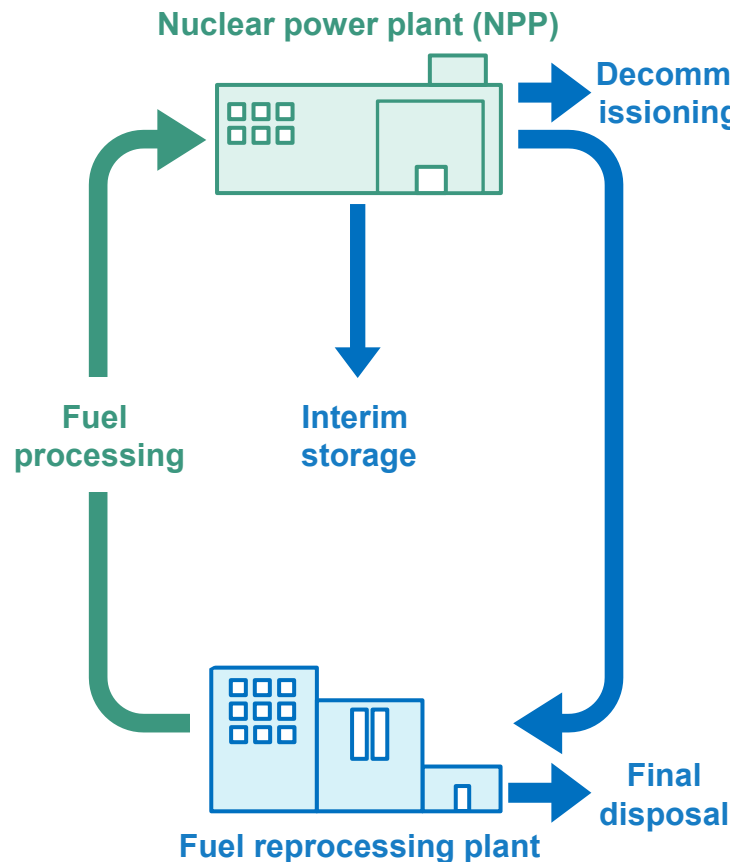 Nuclear power plant (NPP)
Decomm
issioning
Fuel
processing
Interim
storage
Final
disposal
Fuel reprocessing plant